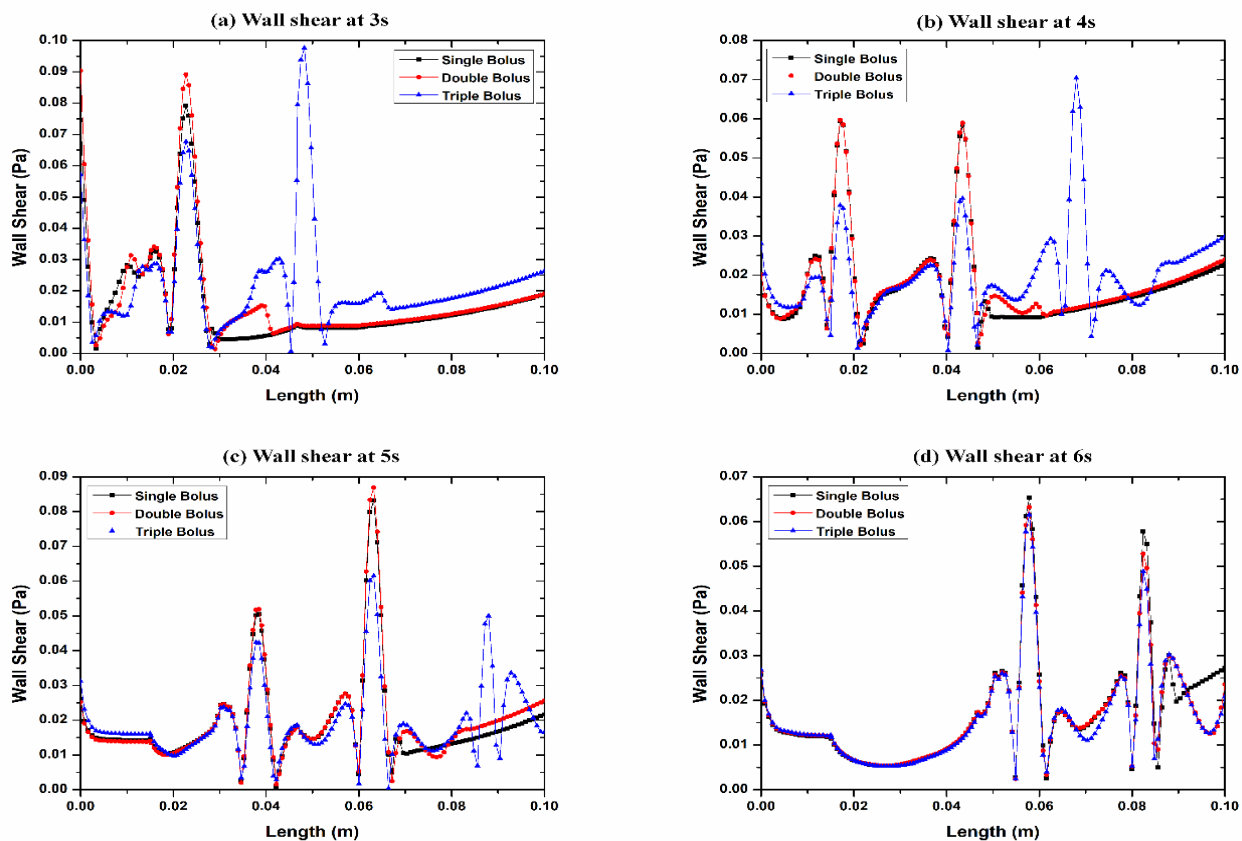 (a) Wall shear at 3s
0.10
0.09
0.08
0.07
0.06
0.05
0.04
0.03
0.02
0.01
0.00
Wall Shear (Pa)
Single Bolus
Double Bolus
Triple Bolus
0.00 0.02 0.04 0.06 0.08 0.10
Length (m)
(b) Wall shear at 4s
0.08
0.07
0.06
0.05
0.04
0.03
0.02
0.01
0.00
Wall Shear (Pa)
Single Bolus
Double Bolus
Triple Bolus
0.00 0.02 0.04 0.06 0.08 0.10
Length (m)
(c) Wall shear at 5s
0.09
0.08
0.07
0.06
0.05
0.04
0.03
0.02
0.01
0.00
Wall Shear (Pa)
Single Bolus
Double Bolus
Triple Bolus
0.00 0.02 0.04 0.06 0.08 0.10
Length (m)
(d) Wall shear at 6s
0.07
0.06
0.05
0.04
0.03
0.02
0.01
0.00
Wall Shear (Pa)
Single Bolus
Double Bolus
Triple Bolus
0.00 0.02 0.04 0.06 0.08 0.10
Length (m)